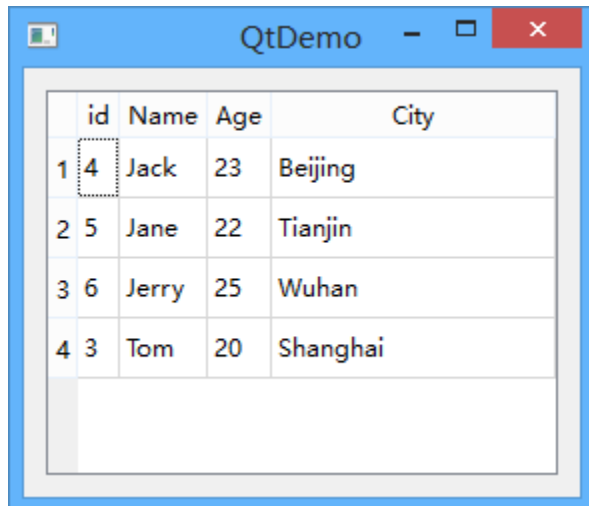 QtDemo
id Name Age City
1 4 Jack 23 Beijing
2 5 Jane 22 Tianjin
3 6 Jerry 25 Wuhan
4 3 Tom 20 Shanghai